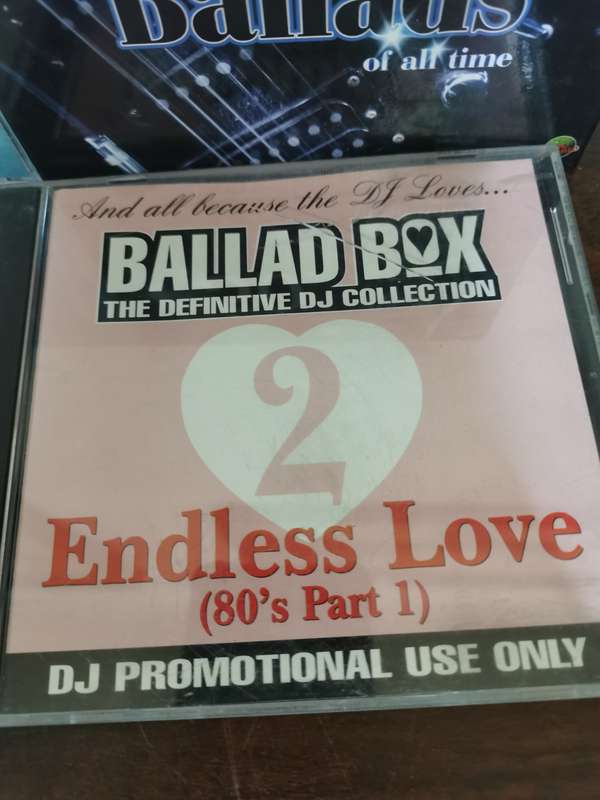 Ballads
of all time
And all because the DJ Loves...
BALLAD BOX
THE DEFINITIVE DJ COLLECTION
2
Endless Love
(80's Part 1)
DJ PROMOTIONAL USE ONLY